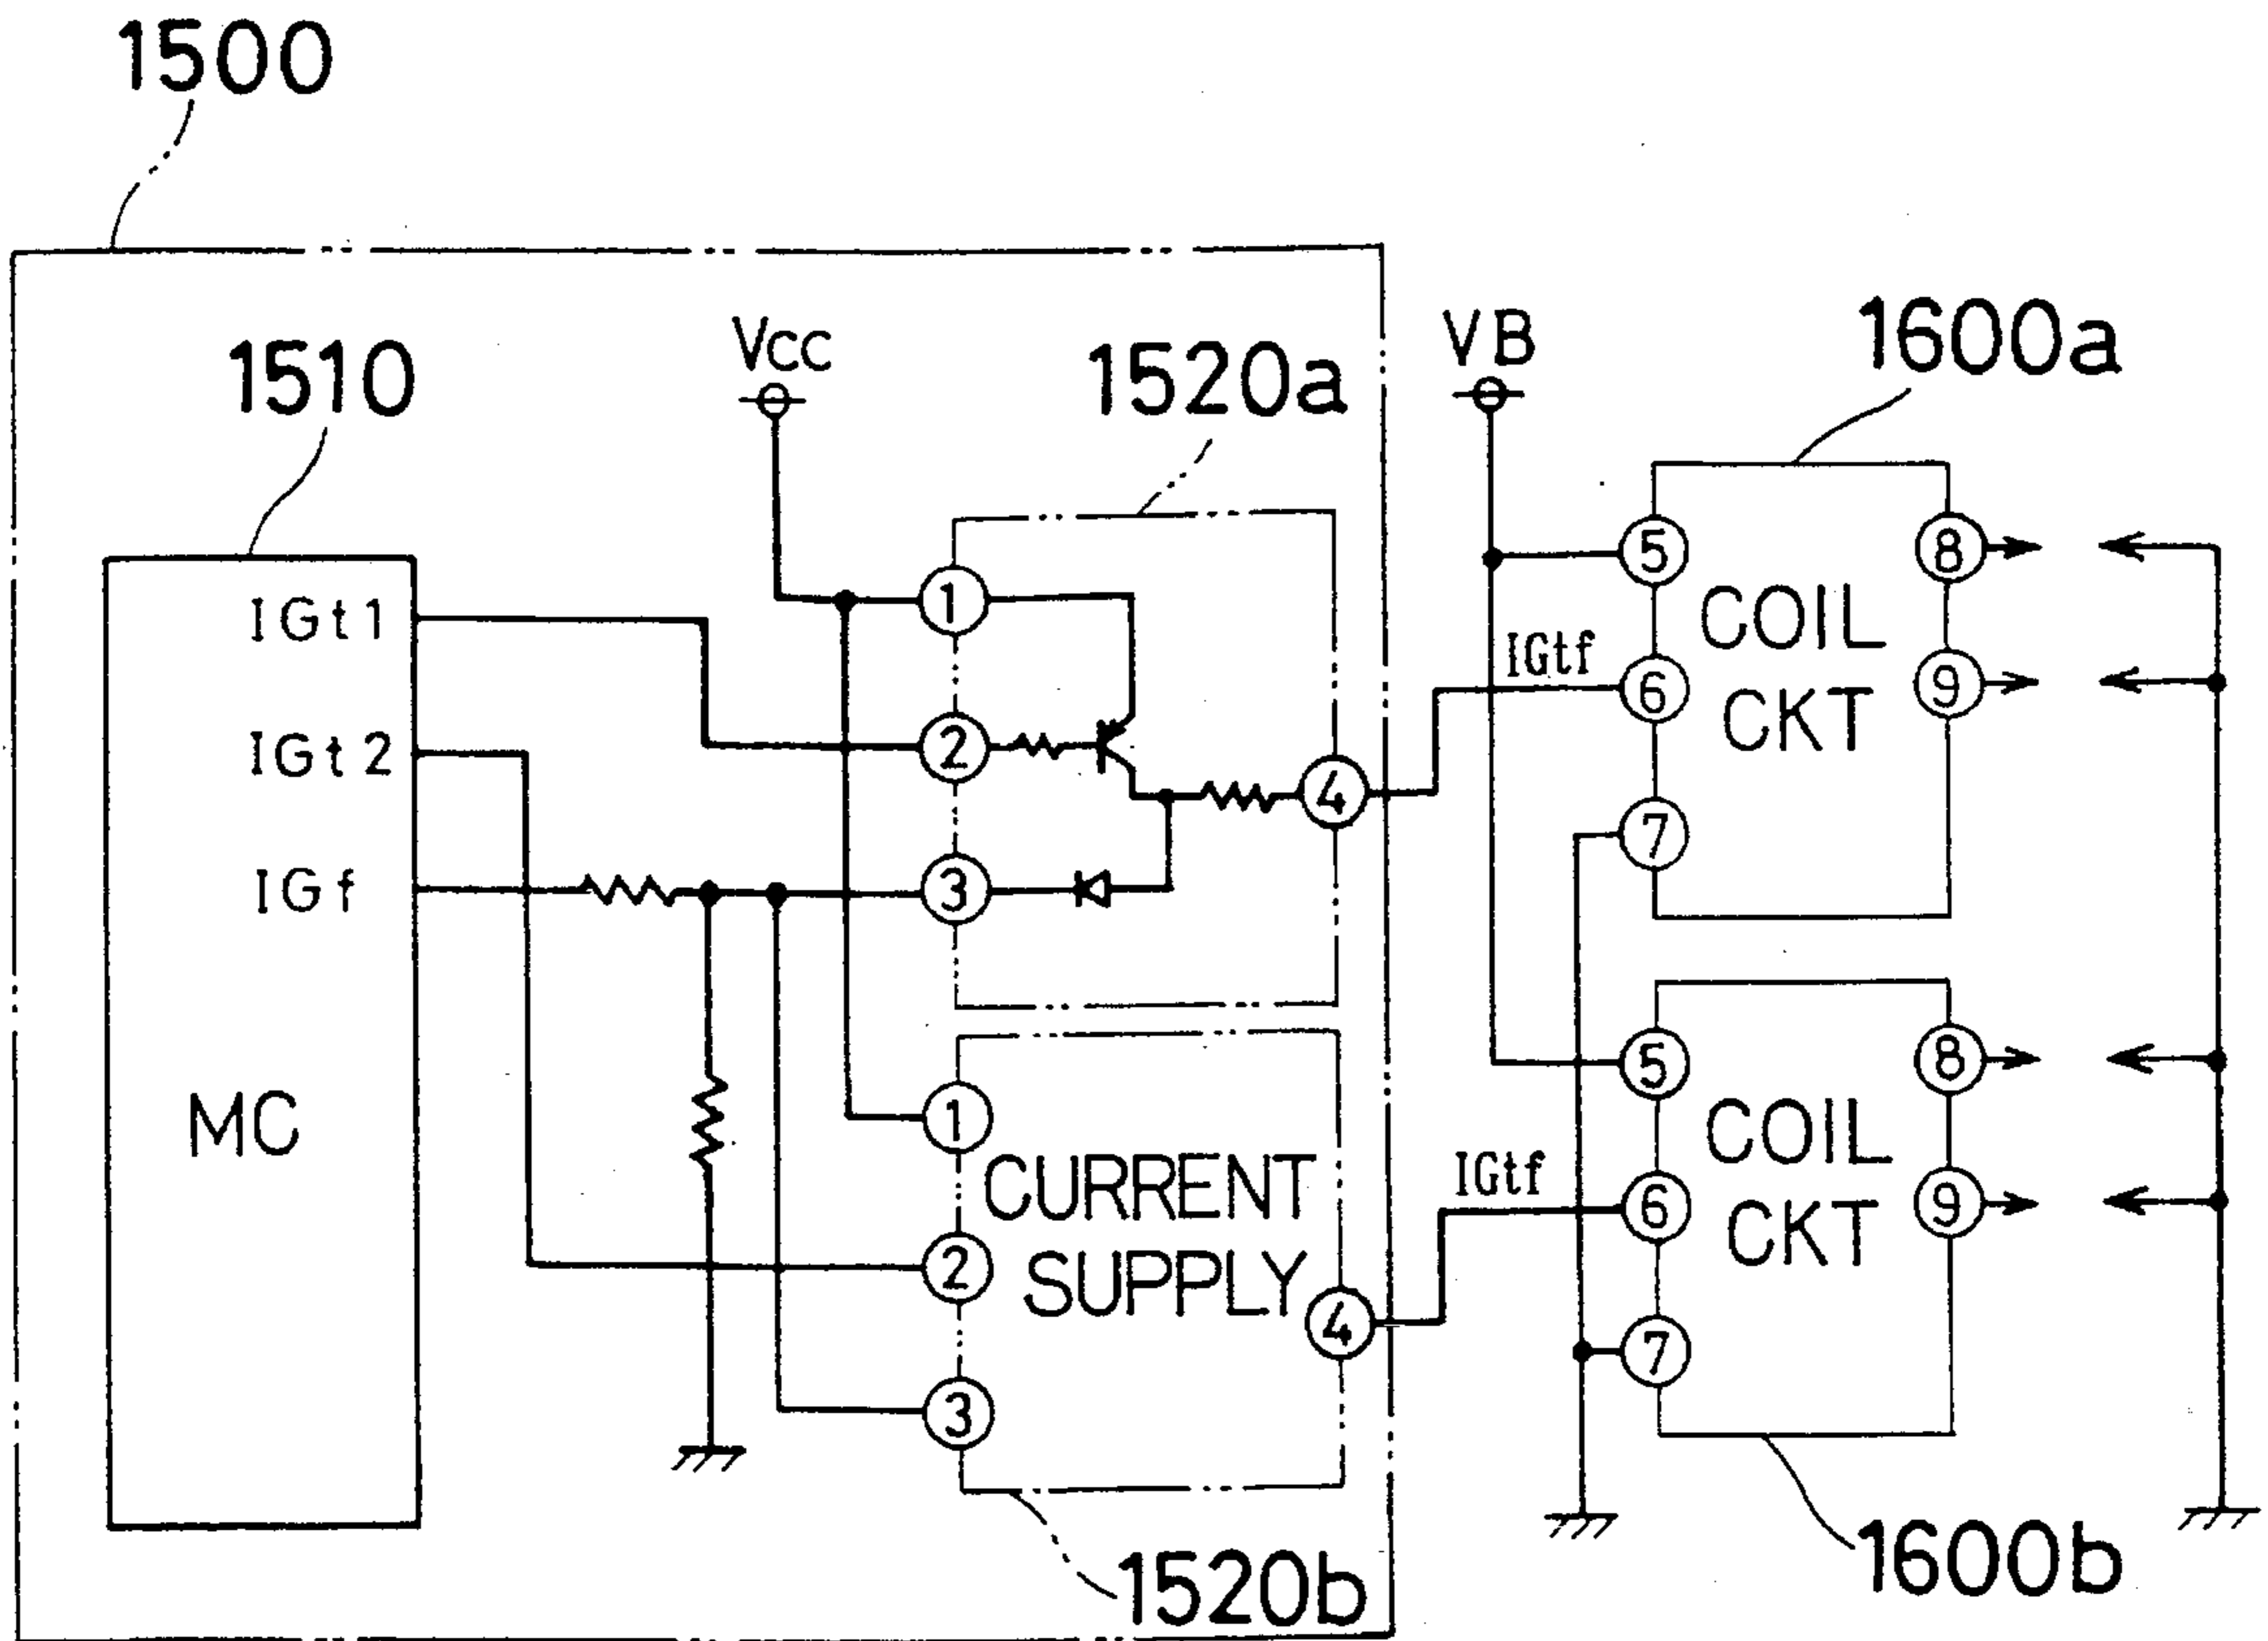 1500
1510
Vcc
1520a
VB
1600a
IGt1
IGt2
IGf
MC
1
2
3
4
IGtf
5
6
7
8
9
COIL
CKT
1
2
3
4
CURRENT
SUPPLY
IGtf
5
6
7
8
9
COIL
CKT
1520b
1600b